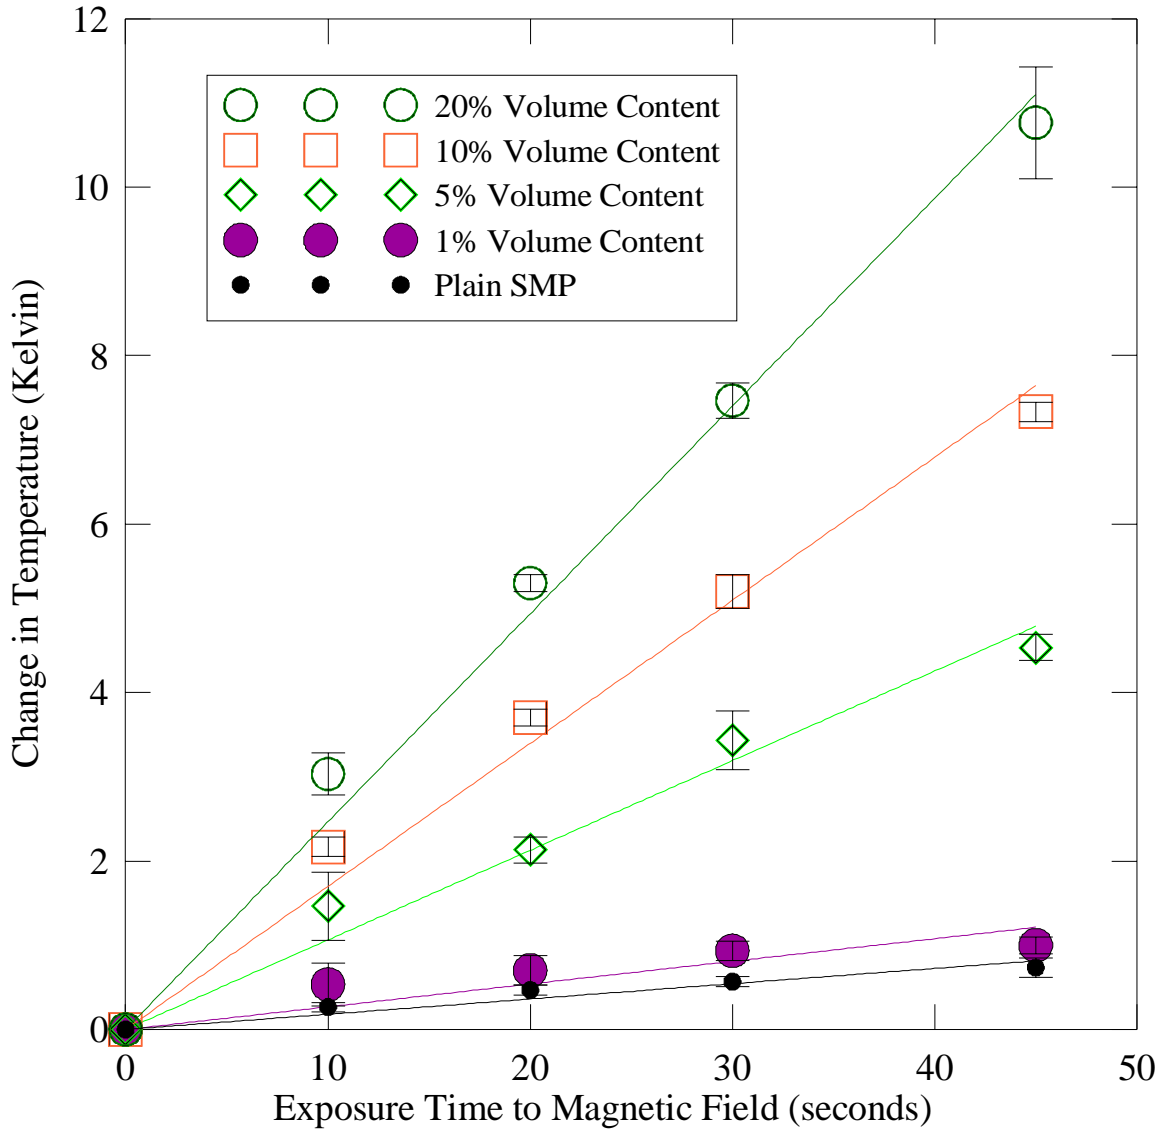 12
20% Volume Content
10% Volume Content
5% Volume Content
1% Volume Content
Plain SMP
10
8
6
4
2
0
Change in Temperature (Kelvin)
0 10 20 30 40 50
Exposure Time to Magnetic Field (seconds)